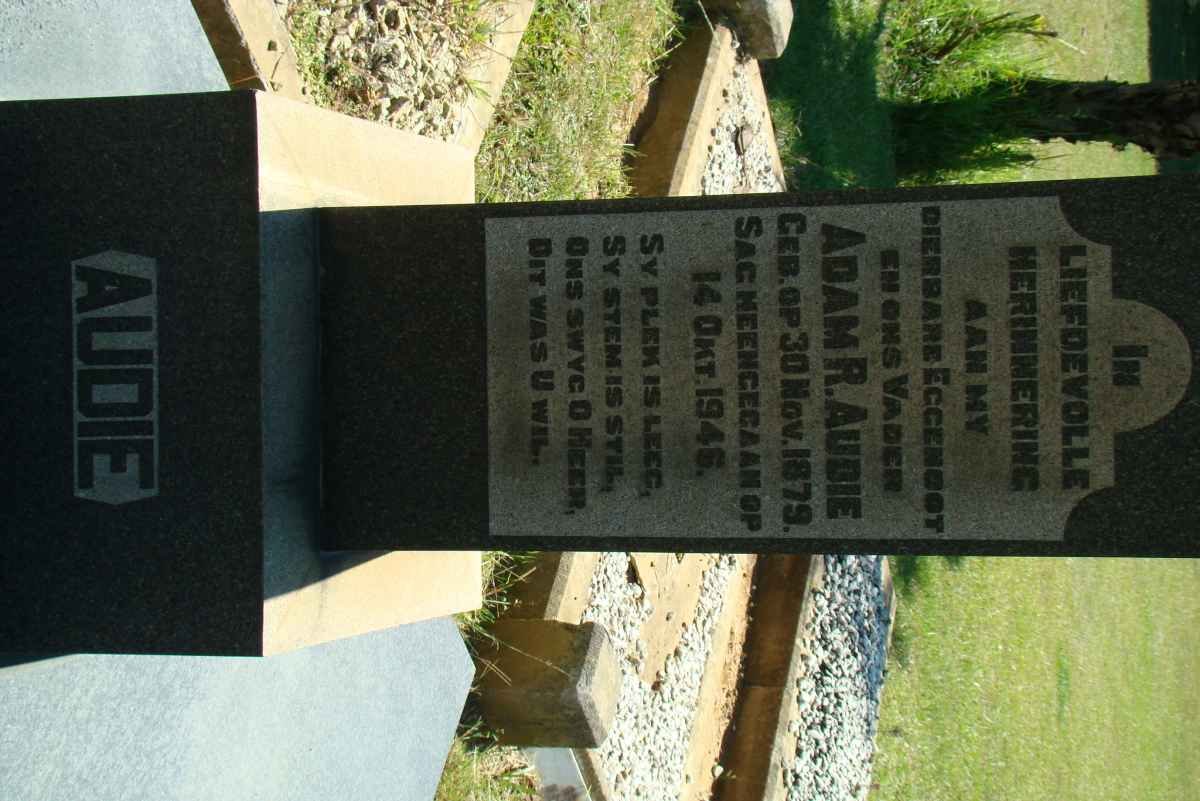 IN
LIEFDEVOLLE
HERINNERING
AAN MY
DIERBARE EGGENOOT
EN ONS VADER
ADAM R. AUDIE
GEB. OP 30 NOV. 1879.
SAG HEENGEGAAN OP
14 OKT. 1946.
SY PLEK IS LEEG,
SY STEM IS STIL,
ONS SWYG, O HEER,
DIT WAS U WIL.
AUDIE